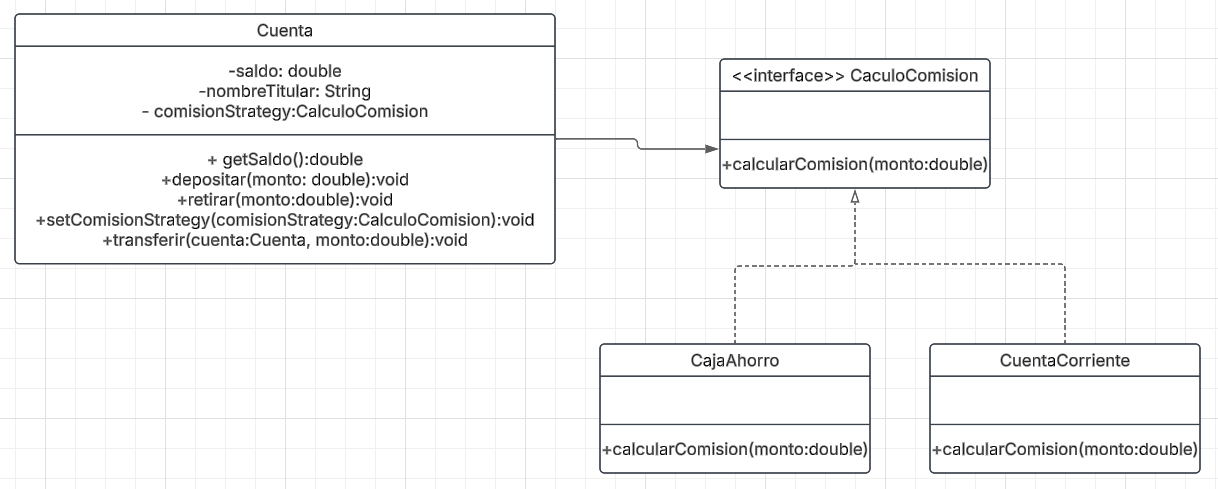 Cuenta
-saldo: double
-nombreTitular: String
- comisionStrategy:CalculoComision
+ getSaldo():double
+depositar(monto: double):void
+retirar(monto:double):void
+setComisionStrategy(comisionStrategy:CalculoComision):void
+transferir(cuenta:Cuenta, monto:double):void
<<interface>> CaculoComision
+calcularComision(monto:double)
CajaAhorro
+calcularComision(monto:double)
CuentaCorriente
+calcularComision(monto:double)